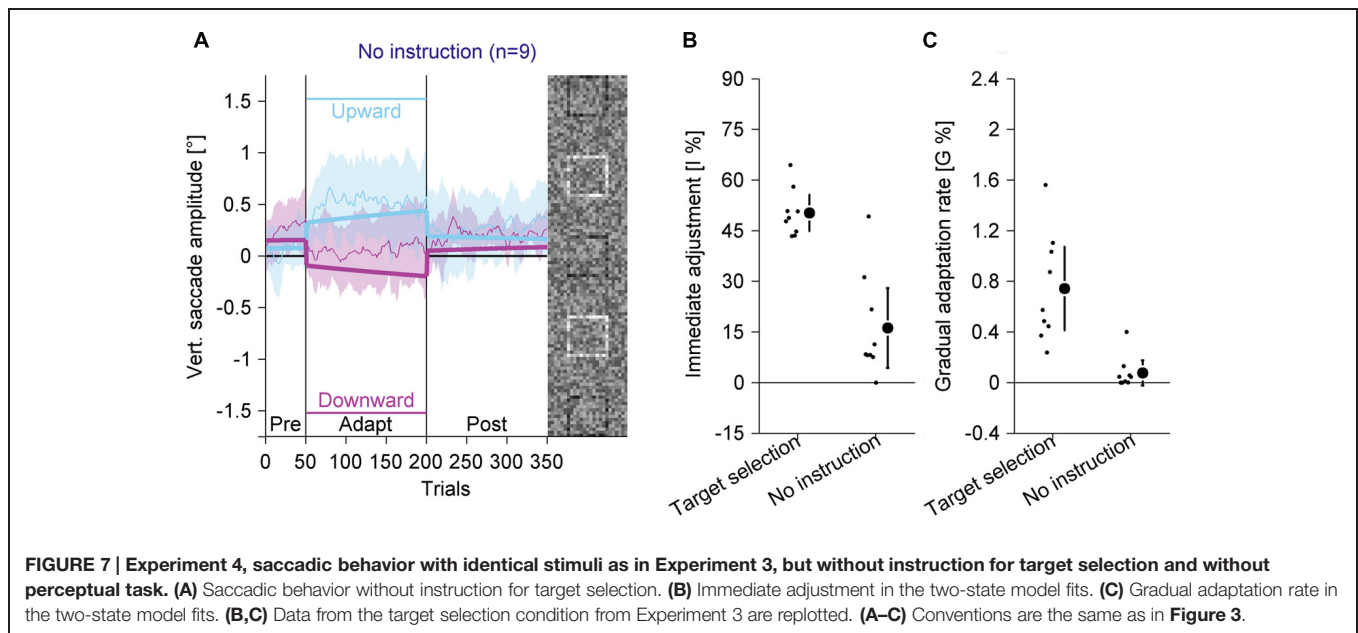 A
No instruction (n=9)
Vert. saccade amplitude [°]
1.5
1
0.5
0
-0.5
-1
-1.5
Upward
Downward
Pre Adapt Post
0 50 100 150 200 250 300 350
Trials
B
Immediate adjustment [I %]
90
75
60
45
30
15
0
-15
Target selection
No instruction
C
Gradual adaptation rate [G %]
2.4
2
1.6
1.2
0.8
0.4
0
-0.4
Target selection
No instruction
FIGURE 7 | Experiment 4, saccadic behavior with identical stimuli as in Experiment 3, but without instruction for target selection and without
perceptual task. (A) Saccadic behavior without instruction for target selection. (B) Immediate adjustment in the two-state model fits. (C) Gradual adaptation rate in
the two-state model fits. (B,C) Data from the target selection condition from Experiment 3 are replotted. (A–C) Conventions are the same as in Figure 3.